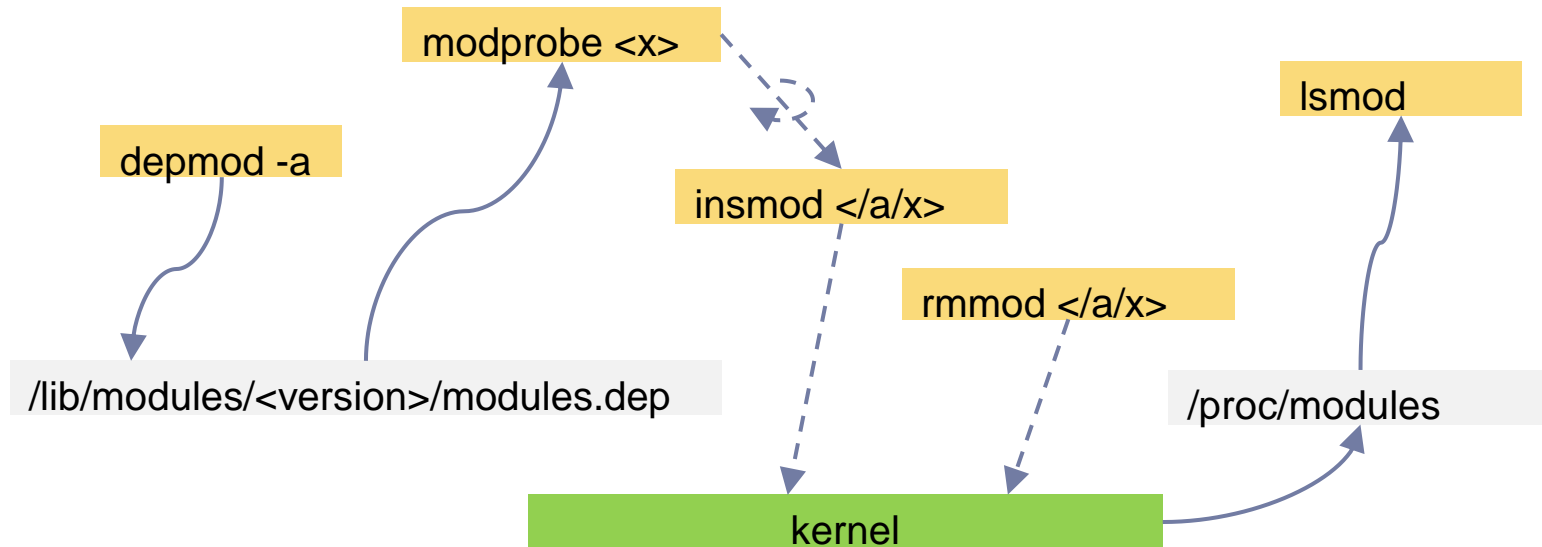 modprobe <x>
lsmod
depmod -a
insmod </a/x>
rmmod </a/x>
/lib/modules/<version>/modules.dep
/proc/modules
kernel